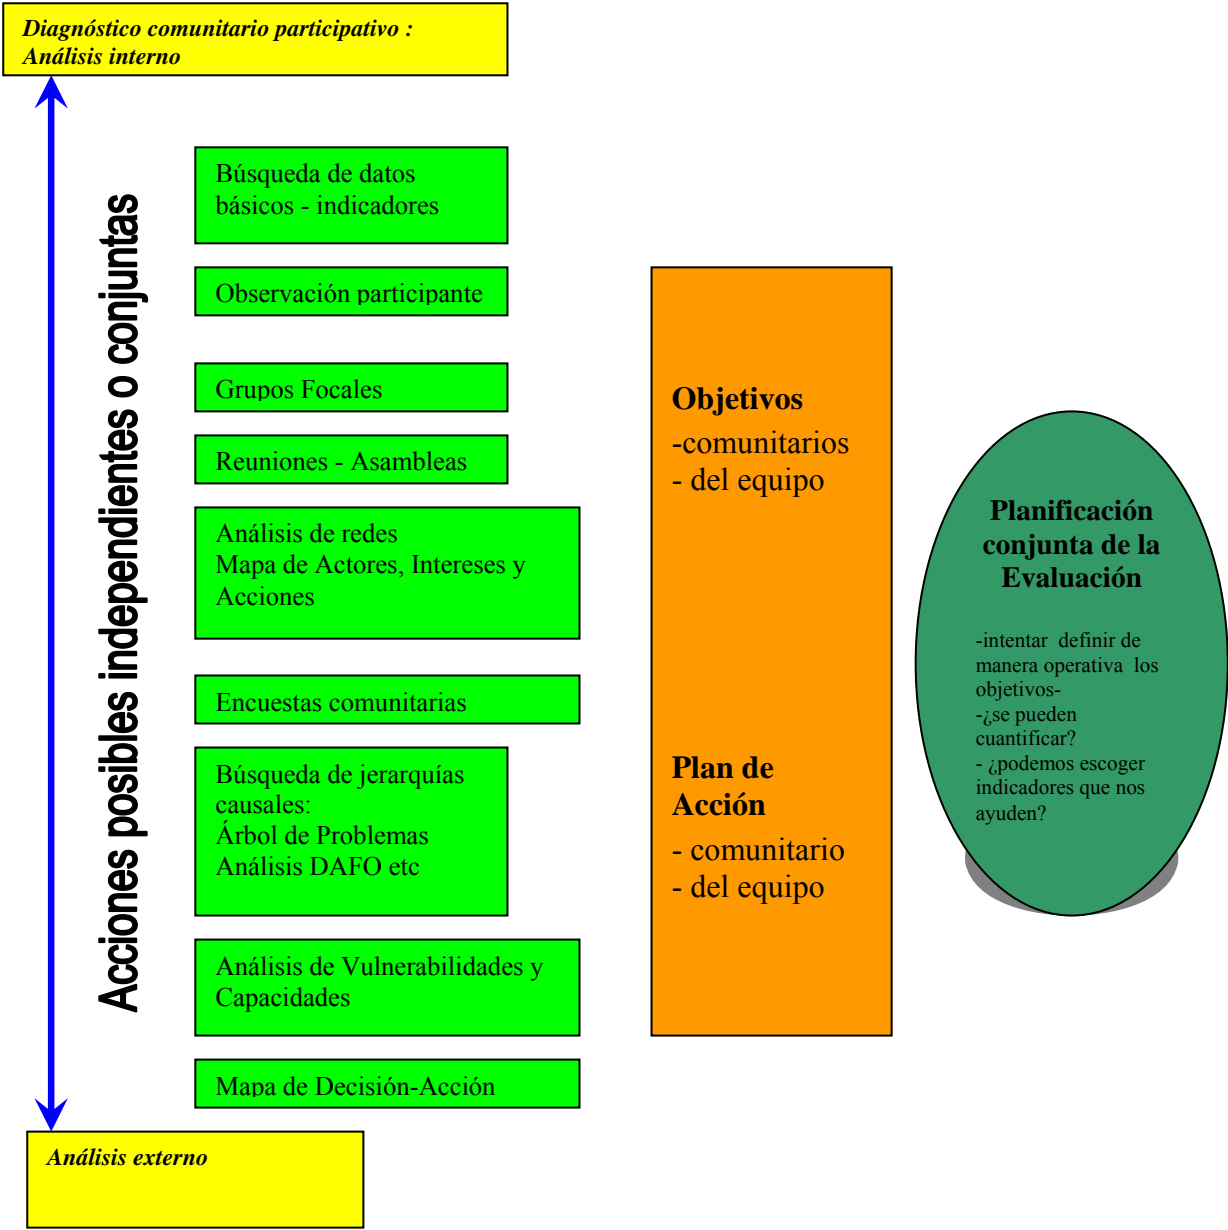 Diagnóstico comunitario participativo :
Análisis interno
Acciones posibles independientes o conjuntas
Búsqueda de datos
básicos - indicadores
Observación participante
Grupos Focales
Reuniones - Asambleas
Análisis de redes
Mapa de Actores, Intereses y
Acciones
Encuestas comunitarias
Búsqueda de jerarquías
causales:
Árbol de Problemas
Análisis DAFO etc
Análisis de Vulnerabilidades y
Capacidades
Mapa de Decisión-Acción
Análisis externo
Objetivos
-comunitarios
- del equipo
Plan de
Acción
- comunitario
- del equipo
Planificación
conjunta de la
Evaluación
-intentar definir de
manera operativa los
objetivos-
-¿se pueden
cuantificar?
- ¿podemos escoger
indicadores que nos
ayuden?